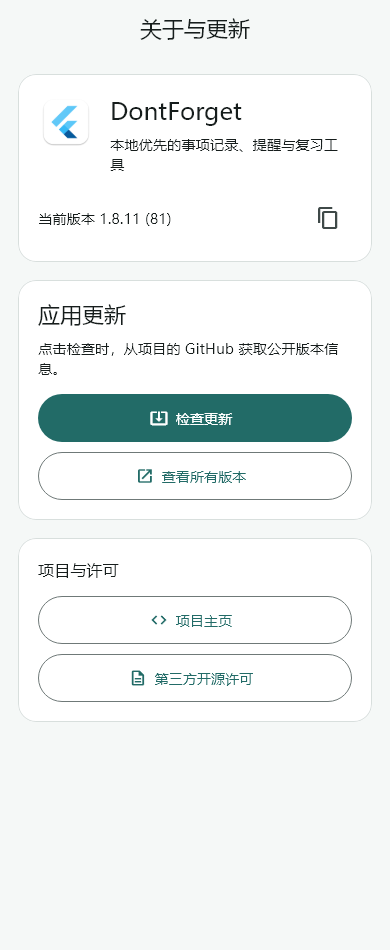 关于与更新
DontForget
本地优先的事项记录、提醒与复习工
具
当前版本 1.8.11 (81)
应用更新
点击检查时，从项目的 GitHub 获取公开版本信
息。
检查更新
查看所有版本
项目与许可
项目主页
第三方开源许可